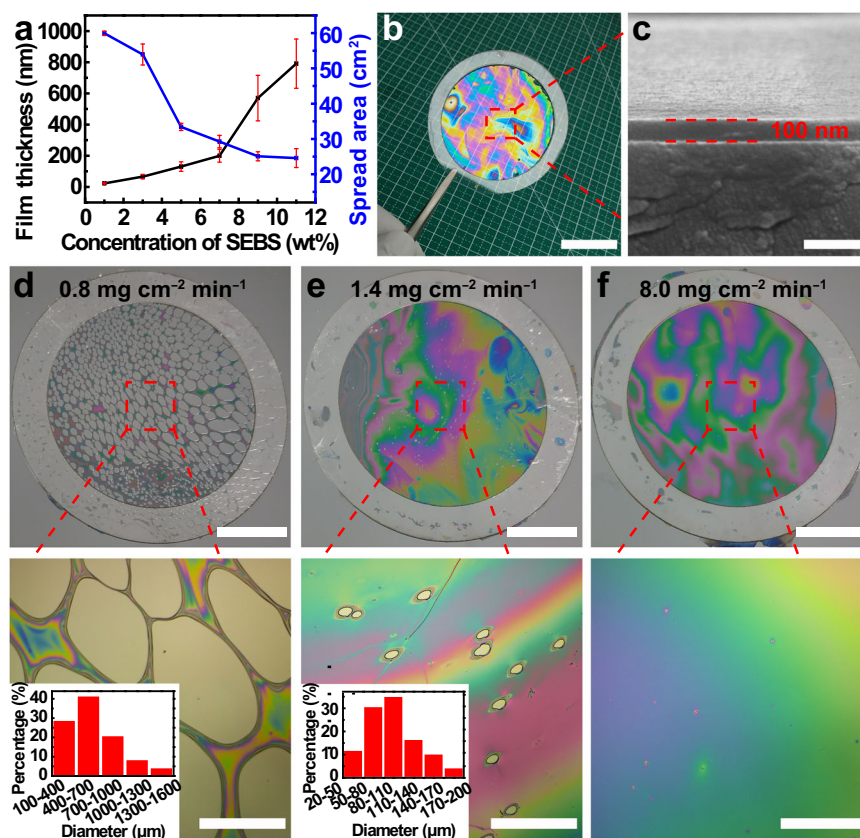 a
1000
800
600
400
200
0
Film thickness (nm)
60
50
40
30
20
Spread area (cm²)
0 2 4 6 8 10 12
Concentration of SEBS (wt%)
b
c
100 nm
d 0.8 mg cm⁻² min⁻¹
e 1.4 mg cm⁻² min⁻¹
f 8.0 mg cm⁻² min⁻¹
40
30
20
10
0
Percentage (%)
100-400
400-700
700-1000
1000-1300
1300-1600
Diameter (µm)
40
30
20
10
0
Percentage (%)
20-50
50-80
80-110
110-140
140-170
170-200
Diameter (µm)